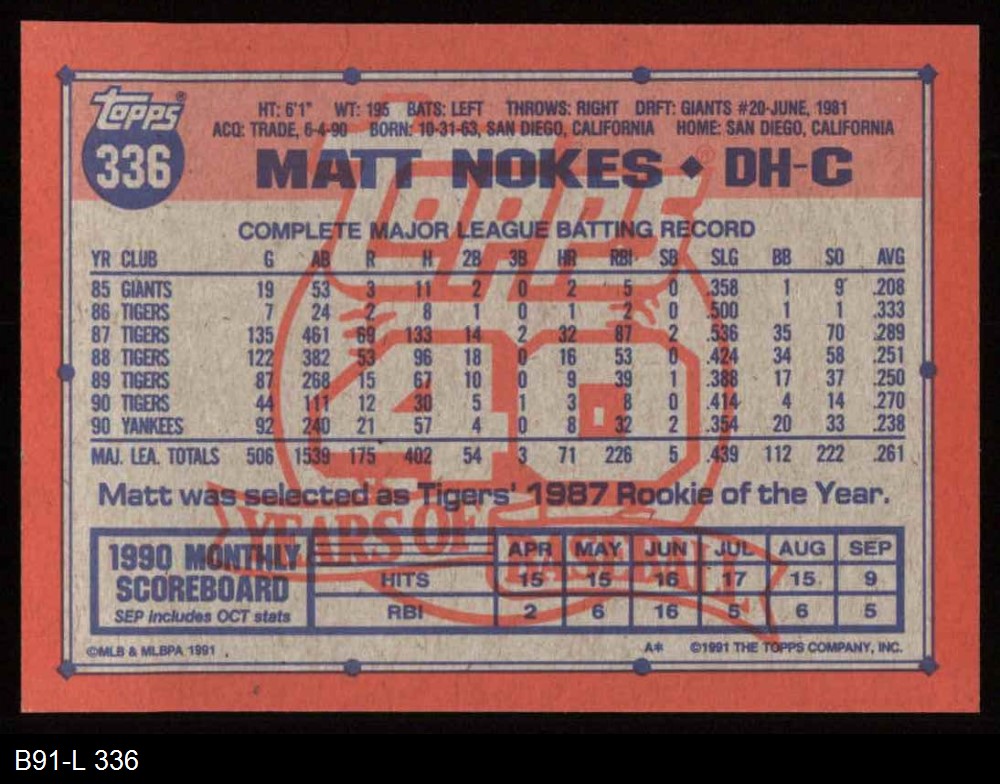 Topps®
336
HT: 6'1" WT: 195 BATS: LEFT THROWS: RIGHT DRFT: GIANTS #20-JUNE, 1981
ACQ: TRADE, 6-4-90 BORN: 10-31-63, SAN DIEGO, CALIFORNIA HOME: SAN DIEGO, CALIFORNIA
MATT NOKES ♦ DH-C
Topps®
40
YEARS OF
BASEBALL
COMPLETE MAJOR LEAGUE BATTING RECORD
YR CLUB G AB R H 2B 3B HR RBI SB SLG BB SO AVG
85 GIANTS 19 53 3 11 2 0 2 5 0 .358 1 9 .208
86 TIGERS 7 24 2 8 1 0 1 2 0 .500 1 1 .333
87 TIGERS 135 461 69 133 14 2 32 87 2 .536 35 70 .289
88 TIGERS 122 382 53 96 18 0 16 53 0 .424 34 58 .251
89 TIGERS 87 268 15 67 10 0 9 39 1 .388 17 37 .250
90 TIGERS 44 111 12 30 5 1 3 8 0 .414 4 14 .270
90 YANKEES 92 240 21 57 4 0 8 32 2 .354 20 33 .238
MAJ. LEA. TOTALS 506 1539 175 402 54 3 71 226 5 .439 112 222 .261
Matt was selected as Tigers' 1987 Rookie of the Year.
1990 MONTHLY
SCOREBOARD
SEP includes OCT stats
APR MAY JUN JUL AUG SEP
HITS 15 15 16 17 15 9
RBI 2 6 16 5 6 5
©MLB & MLBPA 1991 A* ©1991 THE TOPPS COMPANY, INC.
B91-L 336